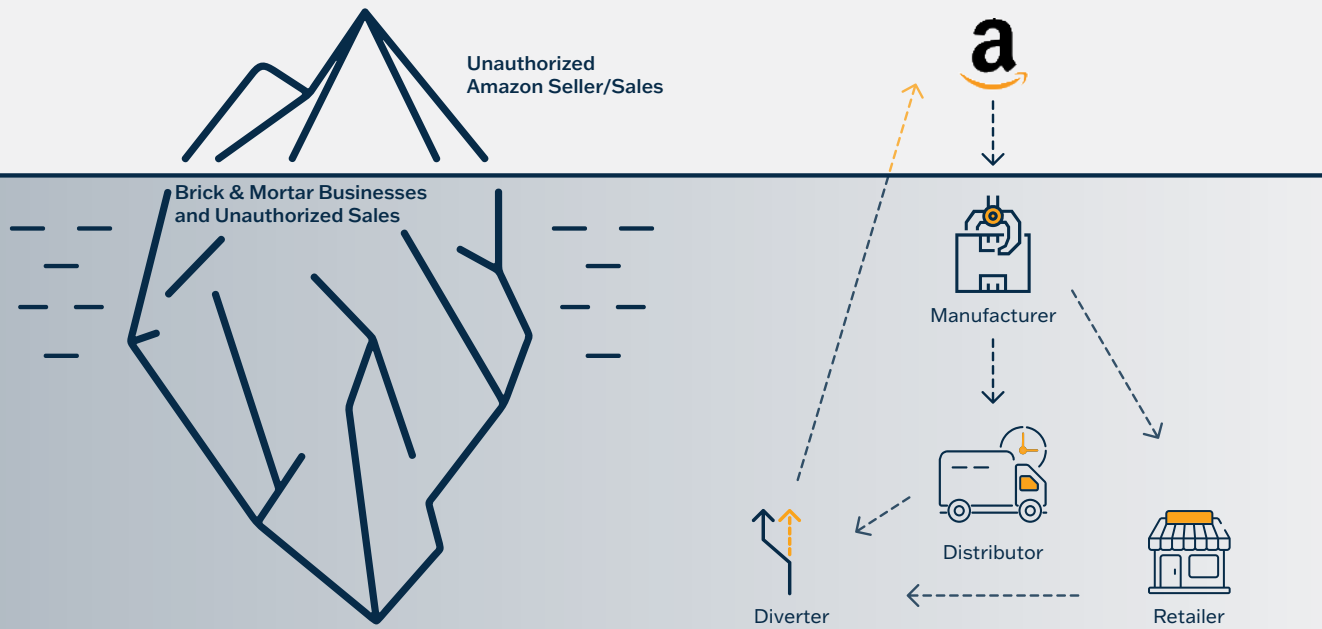 Unauthorized
Amazon Seller/Sales
a
Brick & Mortar Businesses
and Unauthorized Sales
Manufacturer
Distributor
Diverter
Retailer